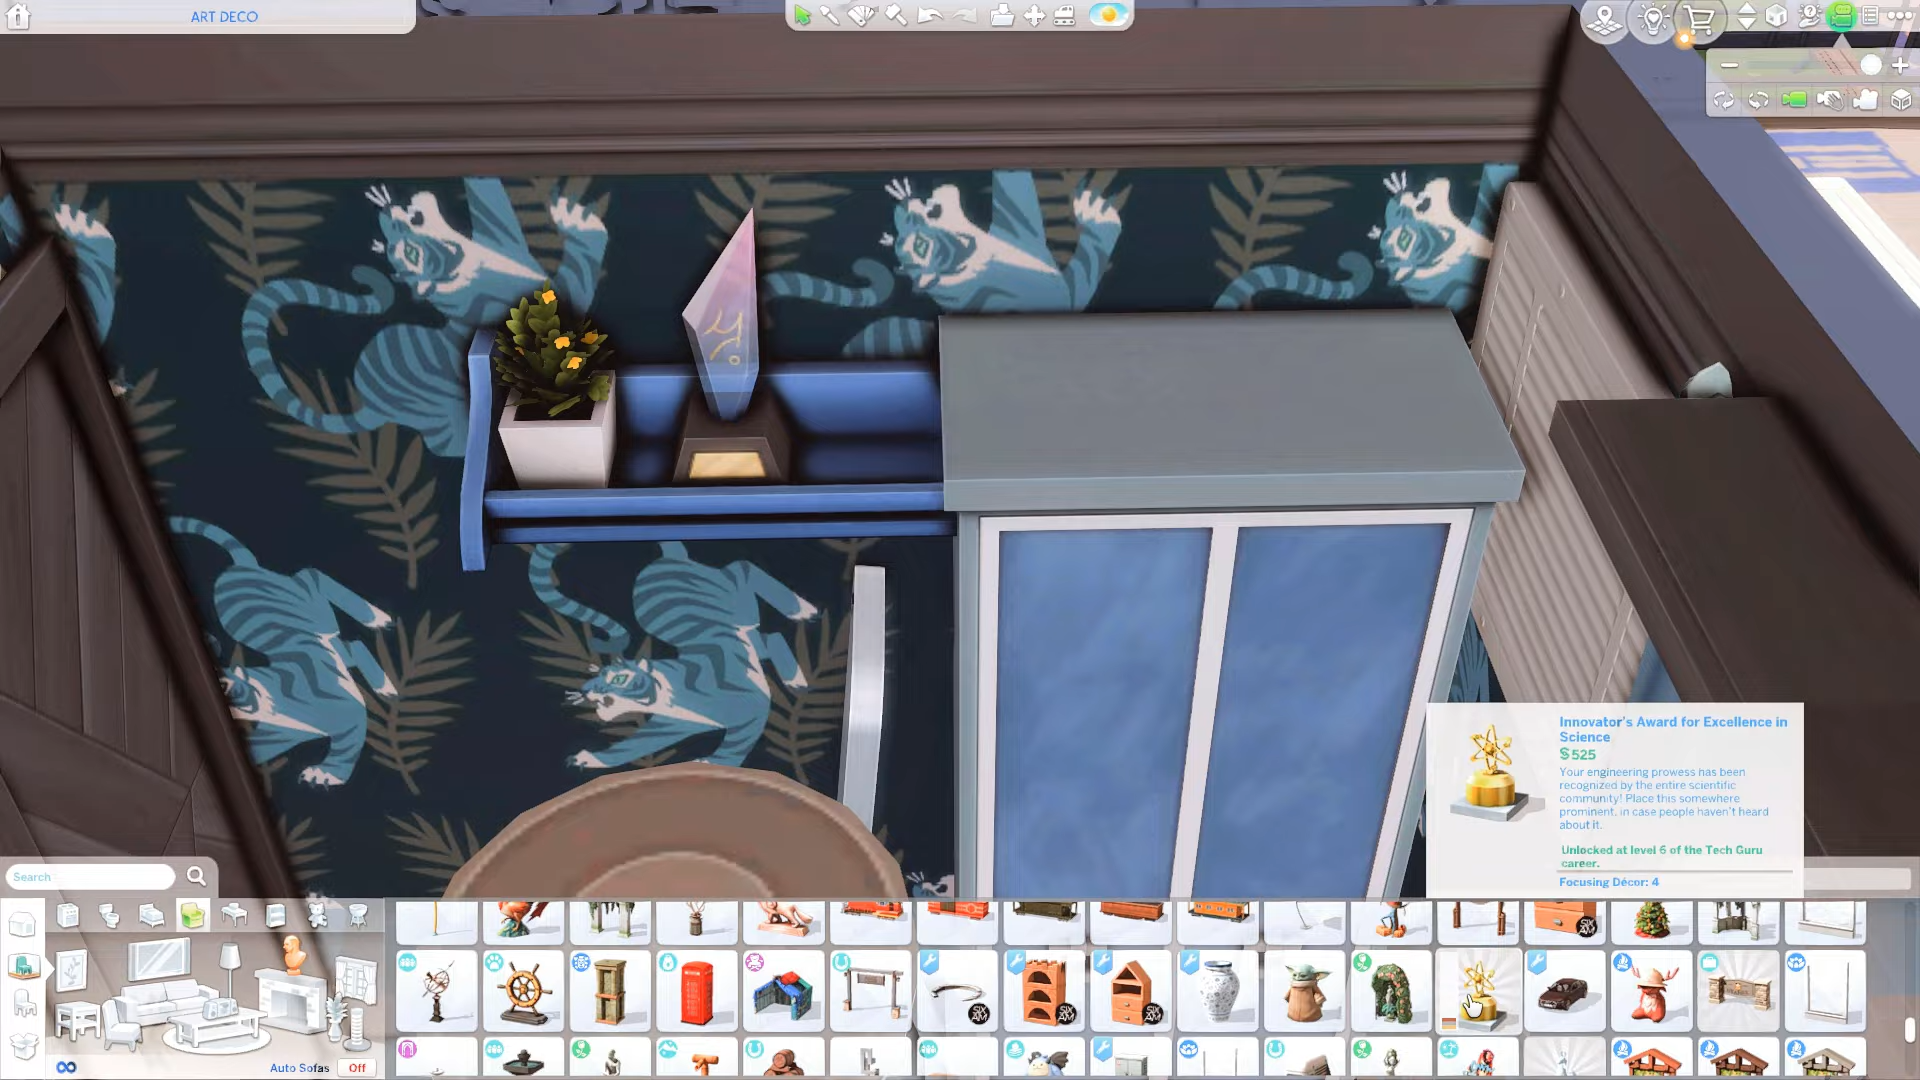 ART DECO
Innovator's Award for Excellence in
Science
§525
Your engineering prowess has been
recognized by the entire scientific
community! Place this somewhere
prominent, in case people haven't heard
about it.
Unlocked at level 6 of the Tech Guru
career.
Focusing Décor: 4
Search
Auto Sofas
Off